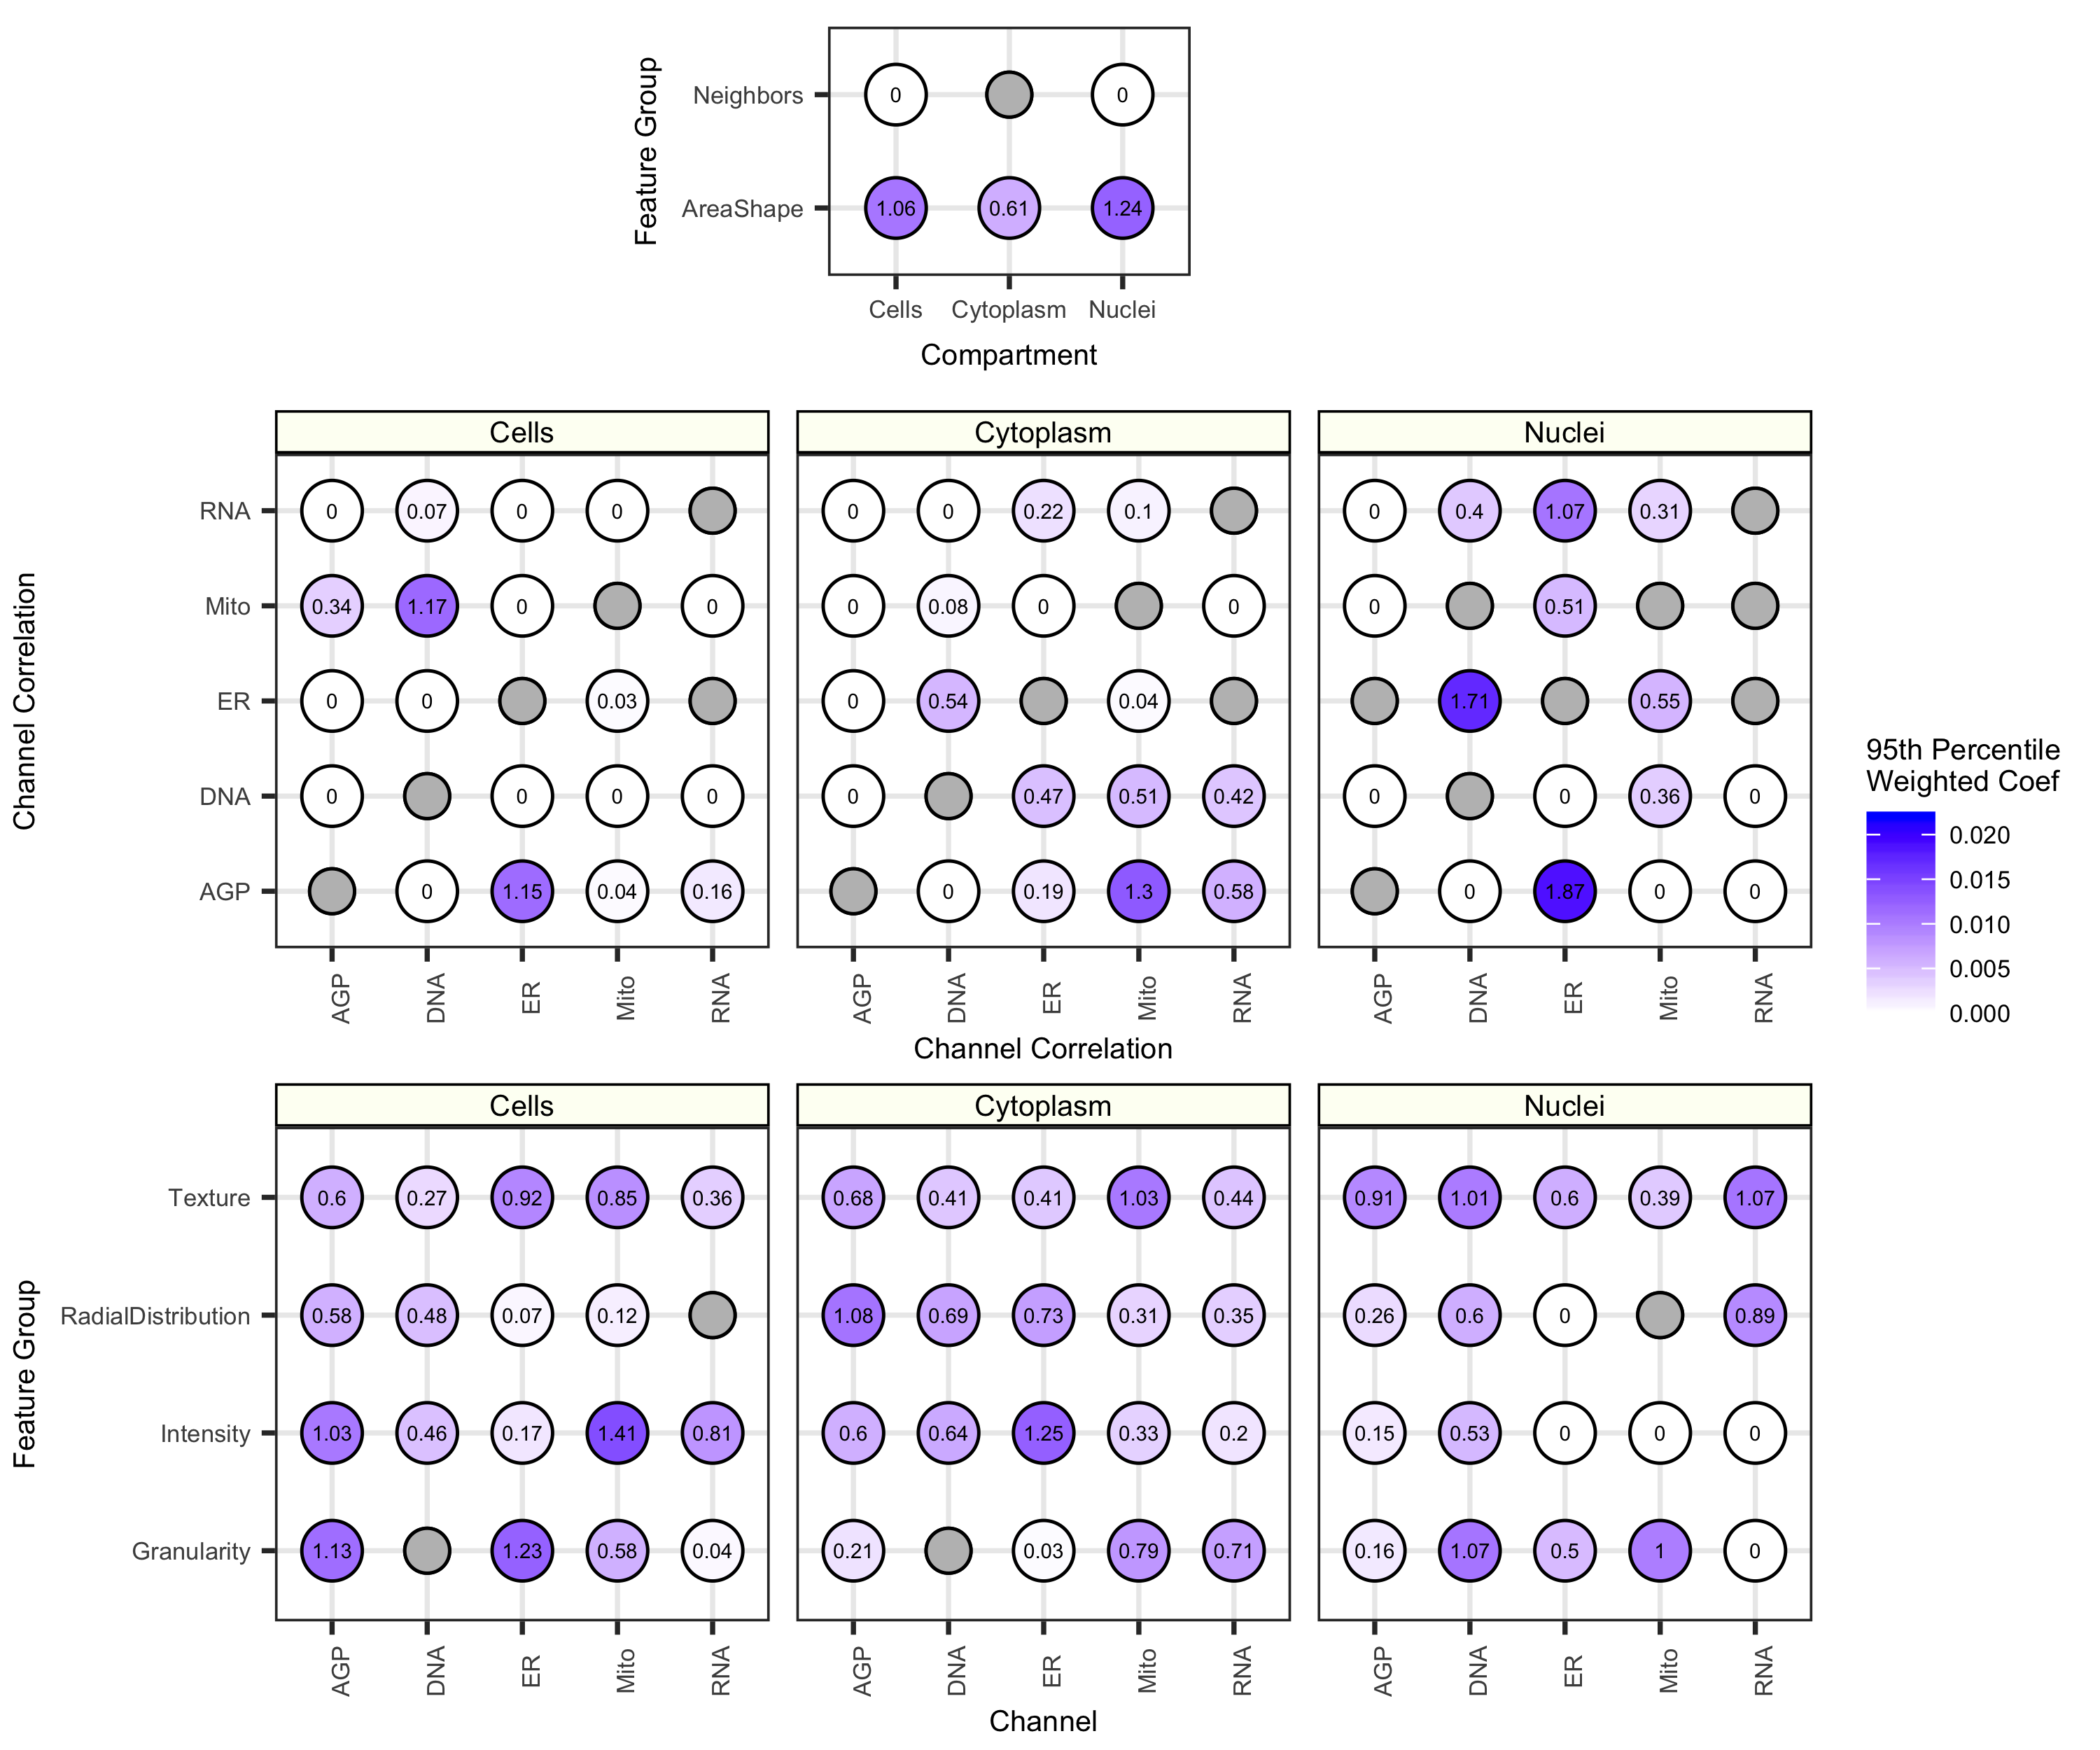 Feature Group
Neighbors 0 0
AreaShape 1.06 0.61 1.24
Cells Cytoplasm Nuclei
Compartment
Cells Cytoplasm Nuclei
Channel Correlation
RNA 0 0.07 0 0 0 0 0.22 0.1 0 0.4 1.07 0.31
Mito 0.34 1.17 0 0 0 0.08 0 0 0 0.51
ER 0 0 0.03 0 0.54 0.04 1.71 0.55
DNA 0 0 0 0 0 0.47 0.51 0.42 0 0 0.36 0
AGP 0 1.15 0.04 0.16 0 0.19 1.3 0.58 0 1.87 0 0
AGP DNA ER Mito RNA AGP DNA ER Mito RNA AGP DNA ER Mito RNA
Channel Correlation
95th Percentile
Weighted Coef
0.020
0.015
0.010
0.005
0.000
Cells Cytoplasm Nuclei
Feature Group
Texture 0.6 0.27 0.92 0.85 0.36 0.68 0.41 0.41 1.03 0.44 0.91 1.01 0.6 0.39 1.07
RadialDistribution 0.58 0.48 0.07 0.12 1.08 0.69 0.73 0.31 0.35 0.26 0.6 0 0.89
Intensity 1.03 0.46 0.17 1.41 0.81 0.6 0.64 1.25 0.33 0.2 0.15 0.53 0 0 0
Granularity 1.13 1.23 0.58 0.04 0.21 0.03 0.79 0.71 0.16 1.07 0.5 1 0
AGP DNA ER Mito RNA AGP DNA ER Mito RNA AGP DNA ER Mito RNA
Channel